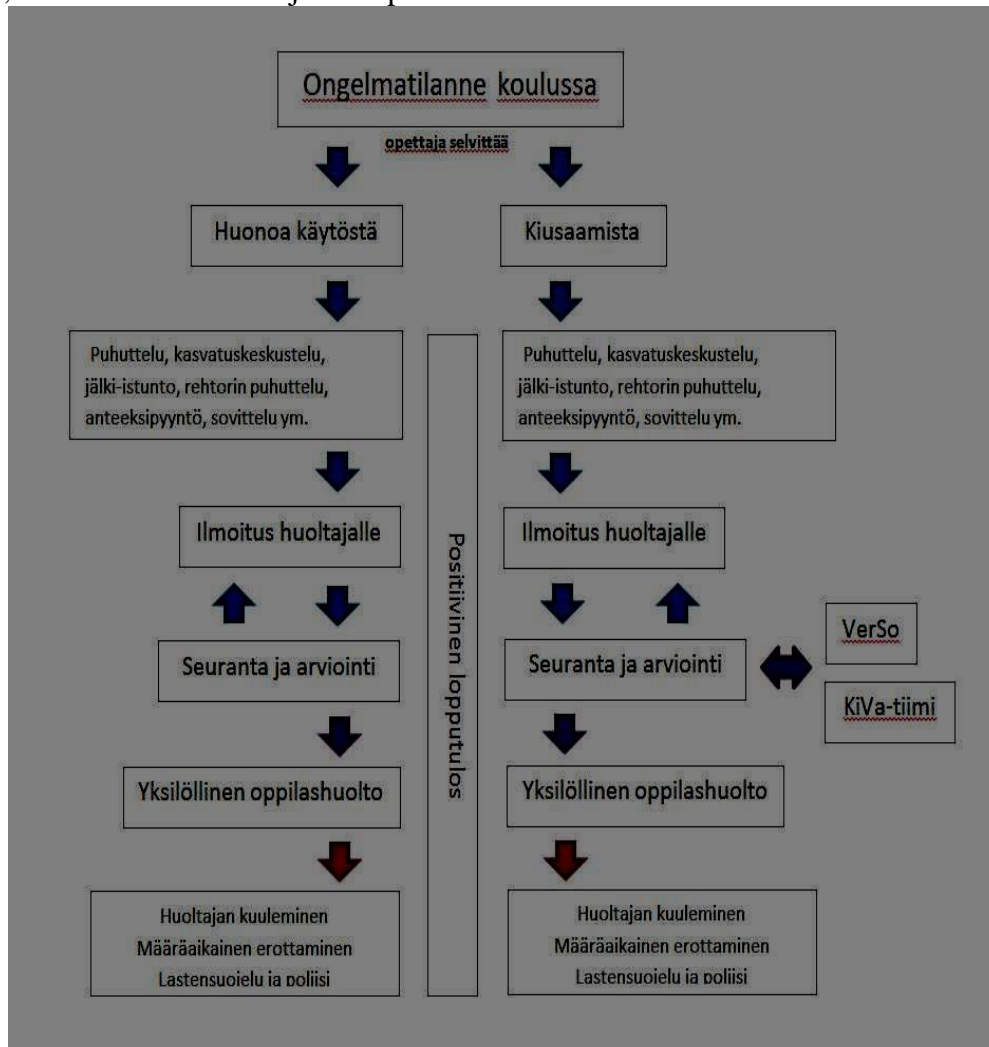 Ongelmatilanne koulussa
opettaja selvittää
Huonoa käytöstä
Kiusaamista
Puhuttelu, kasvatuskeskustelu,
jälki-istunto, rehtorin puhuttelu,
anteeksipyyntö, sovittelu ym.
Puhuttelu, kasvatuskeskustelu,
jälki-istunto, rehtorin puhuttelu,
anteeksipyyntö, sovittelu ym.
Ilmoitus huoltajalle
Positiivinen lopputulos
Ilmoitus huoltajalle
Seuranta ja arviointi
Seuranta ja arviointi
VerSo
KiVa-tiimi
Yksilöllinen oppilashuolto
Yksilöllinen oppilashuolto
Huoltajan kuuleminen
Määräaikainen erottaminen
Lastensuojelu ja poliisi
Huoltajan kuuleminen
Määräaikainen erottaminen
Lastensuojelu ja poliisi